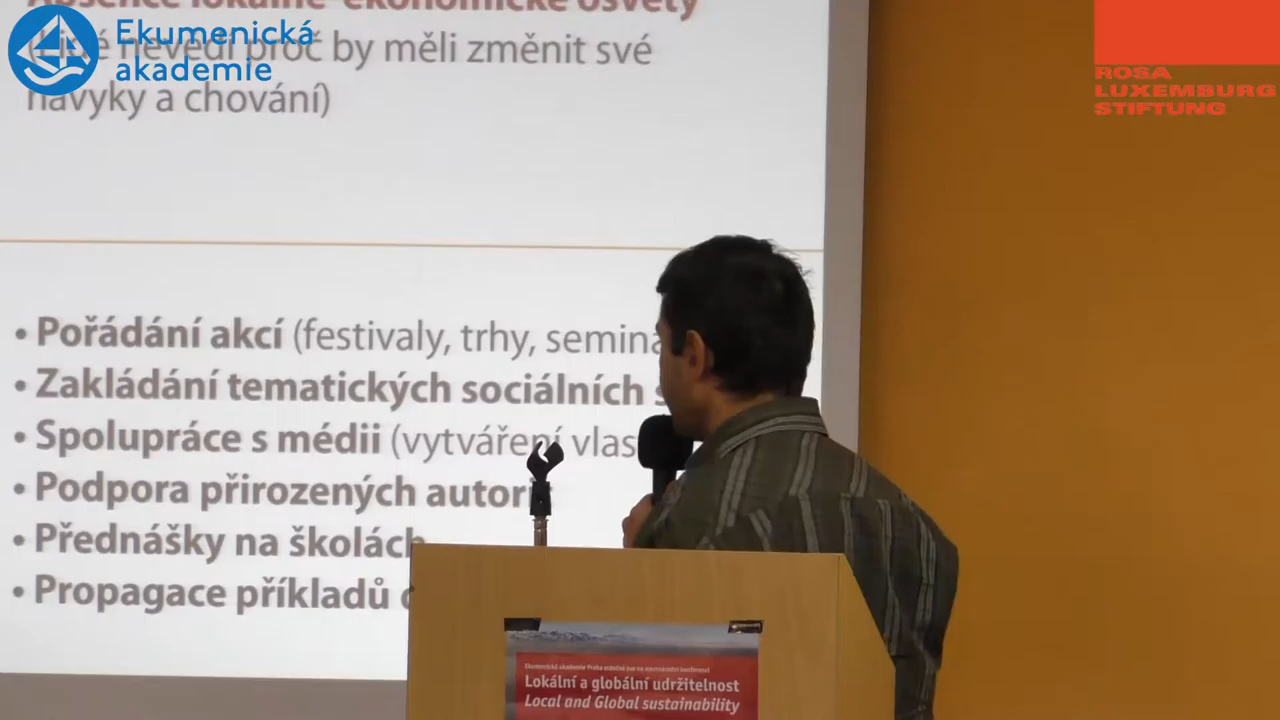 Absence lokálně-ekonomické osvěty
Ekumenická
akademie
(lidé nevědí proč by měli změnit své
návyky a chování)
ROSA
LUXEMBURG
STIFTUNG
• Pořádání akcí (festivaly, trhy, seminá
• Zakládání tematických sociálních s
• Spolupráce s médii (vytváření vlas
• Podpora přirozených autori
• Přednášky na školách
• Propagace příkladů
Ekumenická akademie Praha srdečně zve na mezinárodní konferenci
Lokální a globální udržitelnost
Local and Global sustainability